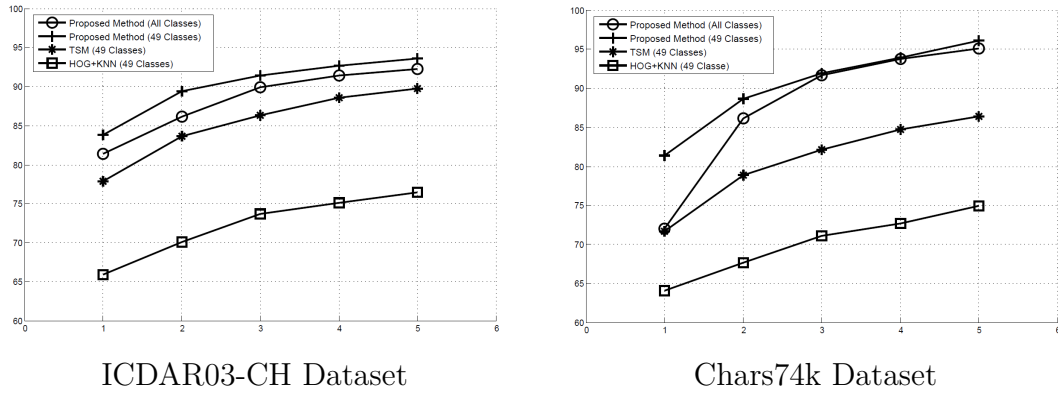 Proposed Method (All Classes)
Proposed Method (49 Classes)
TSM (49 Classes)
HOG+KNN (49 Classes)
100
95
90
85
80
75
70
65
60
0 1 2 3 4 5 6
ICDAR03-CH Dataset
Proposed Method (All Classes)
Proposed Method (49 Classes)
TSM (49 Classes)
HOG+KNN (49 Classe)
100
95
90
85
80
75
70
65
60
0 1 2 3 4 5 6
Chars74k Dataset